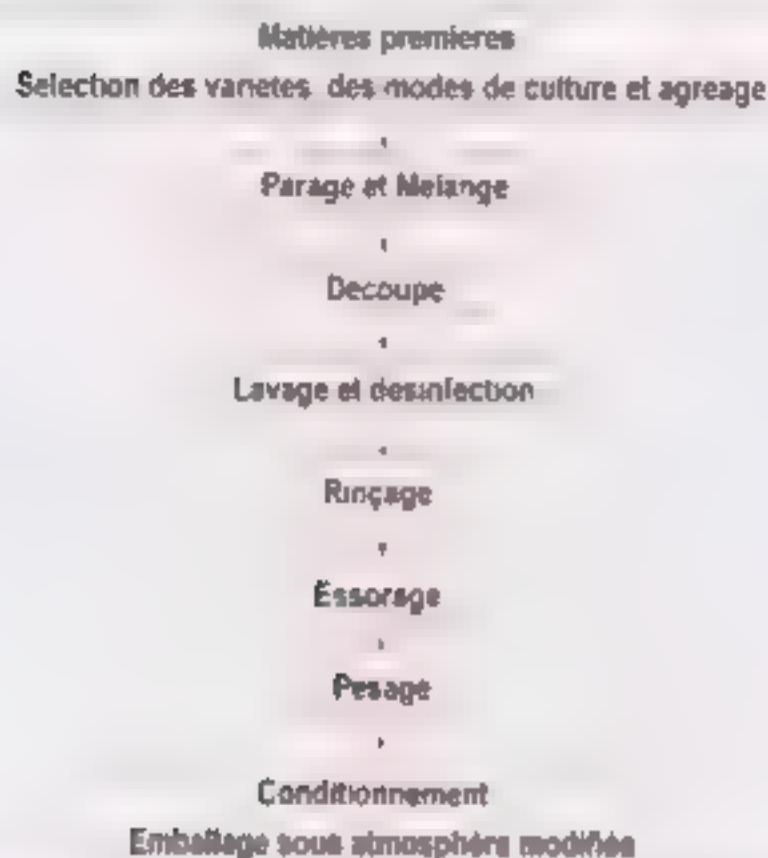 Matières premieres
Selection des varietes des modes de culture et agreage
Parage et Melange
Decoupe
Lavage et desinfection
Rinçage
Essorage
Pesage
Conditionnement
Emballage sous atmosphère modifiée